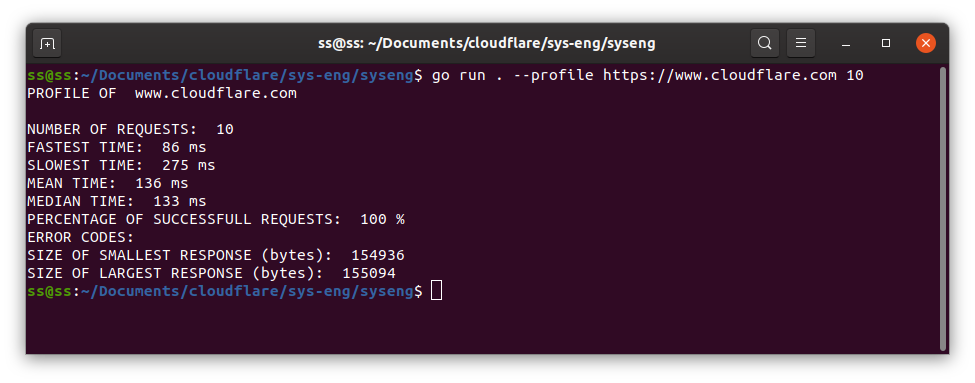 ss@ss: ~/Documents/cloudflare/sys-eng/syseng
ss@ss:~/Documents/cloudflare/sys-eng/syseng$ go run . --profile https://www.cloudflare.com 10
PROFILE OF  www.cloudflare.com
NUMBER OF REQUESTS:  10
FASTEST TIME:  86 ms
SLOWEST TIME:  275 ms
MEAN TIME:  136 ms
MEDIAN TIME:  133 ms
PERCENTAGE OF SUCCESSFULL REQUESTS:  100 %
ERROR CODES:
SIZE OF SMALLEST RESPONSE (bytes):  154936
SIZE OF LARGEST RESPONSE (bytes):  155094
ss@ss:~/Documents/cloudflare/sys-eng/syseng$